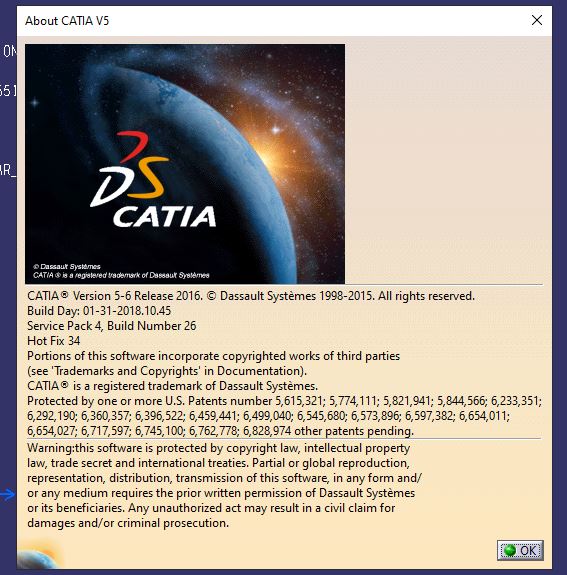 About CATIA V5
ON
651
AR_
DS
CATIA
© Dassault Systèmes
CATIA ® is a registered trademark of Dassault Systèmes
CATIA® Version 5-6 Release 2016. © Dassault Systèmes 1998-2015. All rights reserved.
Build Day: 01-31-2018.10.45
Service Pack 4, Build Number 26
Hot Fix 34
Portions of this software incorporate copyrighted works of third parties
(see 'Trademarks and Copyrights' in Documentation).
CATIA® is a registered trademark of Dassault Systèmes.
Protected by one or more U.S. Patents number 5,615,321; 5,774,111; 5,821,941; 5,844,566; 6,233,351;
6,292,190; 6,360,357; 6,396,522; 6,459,441; 6,499,040; 6,545,680; 6,573,896; 6,597,382; 6,654,011;
6,654,027; 6,717,597; 6,745,100; 6,762,778; 6,828,974 other patents pending.
Warning:this software is protected by copyright law, intellectual property
law, trade secret and international treaties. Partial or global reproduction,
representation, distribution, transmission of this software, in any form and/
or any medium requires the prior written permission of Dassault Systèmes
or its beneficiaries. Any unauthorized act may result in a civil claim for
damages and/or criminal prosecution.
OK